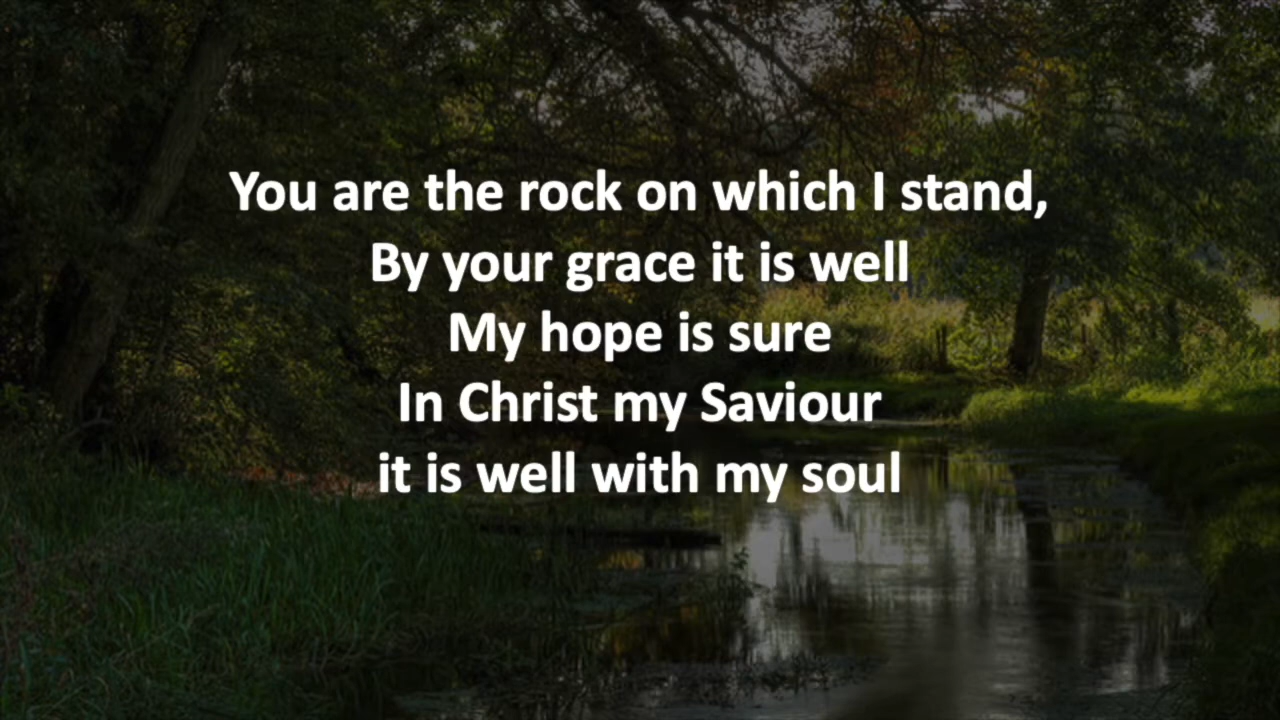 You are the rock on which I stand,
By your grace it is well
My hope is sure
In Christ my Saviour
it is well with my soul